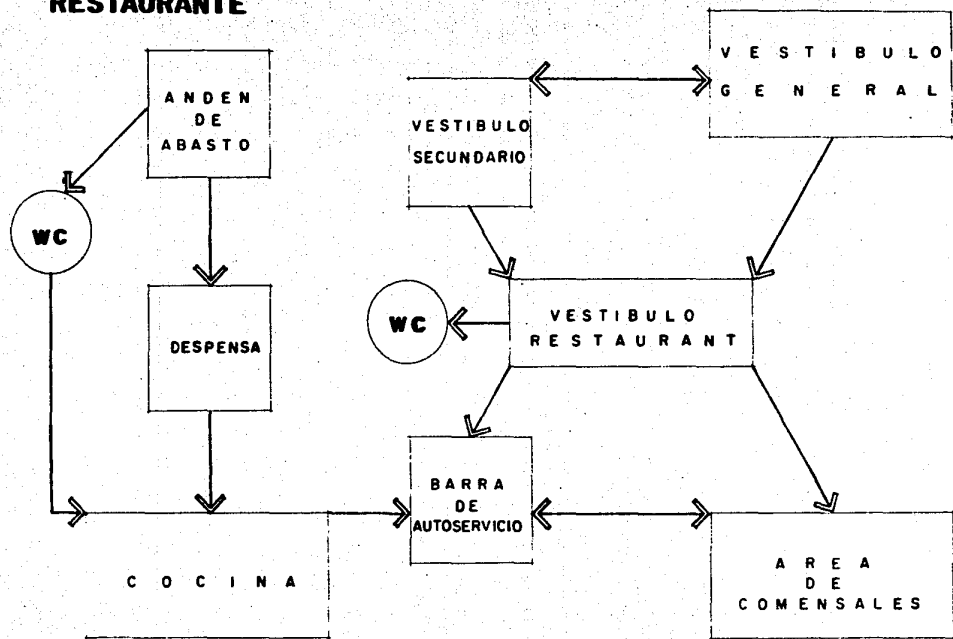 RESTAURANTE
ANDEN
DE
ABASTO
VESTIBULO
GENERAL
VESTIBULO
SECUNDARIO
WC
DESPENSA
WC
VESTIBULO
RESTAURANT
BARRA
DE
AUTOSERVICIO
COCINA
AREA
DE
COMENSALES